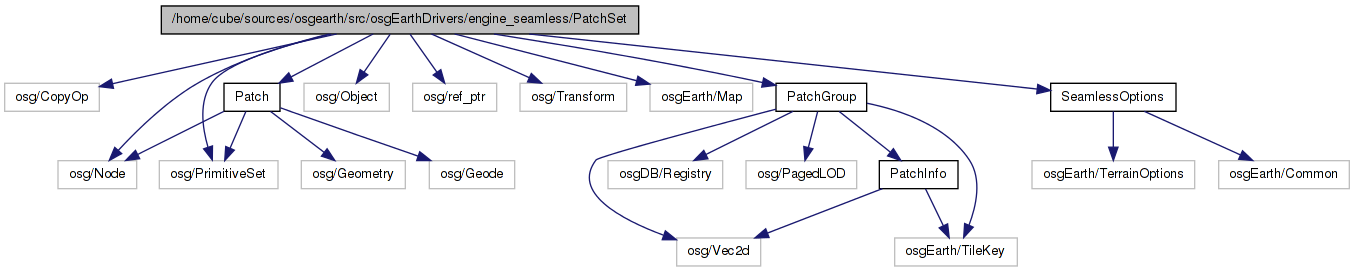 /home/cube/sources/osgearth/src/osgEarthDrivers/engine_seamless/PatchSet
osg/CopyOp
Patch
osg/Object
osg/ref_ptr
osg/Transform
osgEarth/Map
PatchGroup
SeamlessOptions
osg/Node
osg/PrimitiveSet
osg/Geometry
osg/Geode
osgDB/Registry
osg/PagedLOD
PatchInfo
osgEarth/TerrainOptions
osgEarth/Common
osg/Vec2d
osgEarth/TileKey